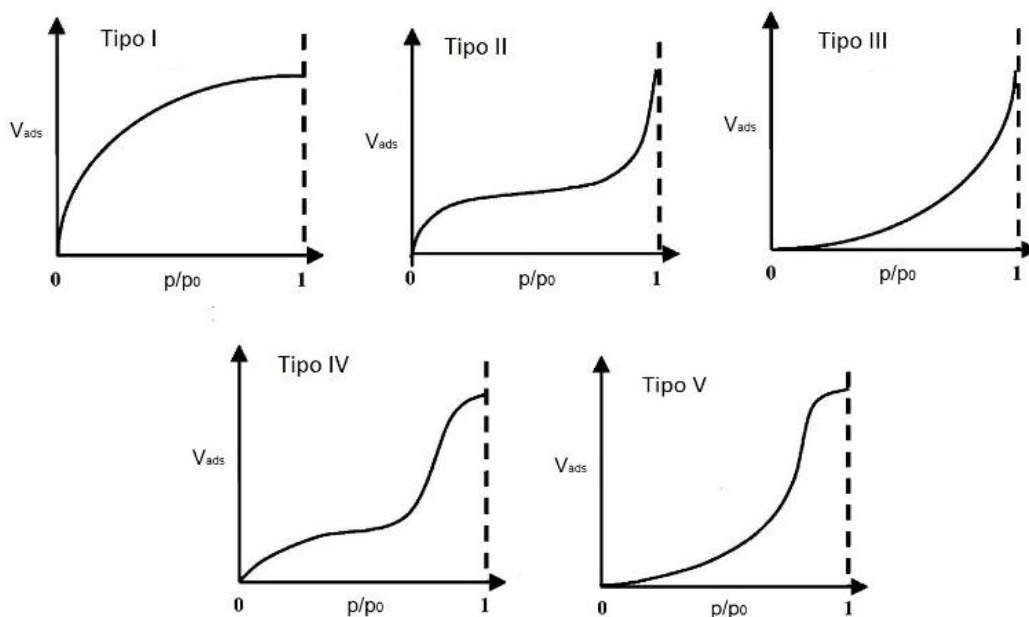 Tipo I
Vads
0
p/p0
1
Tipo II
Vads
0
p/p0
1
Tipo III
Vads
0
p/p0
1
Tipo IV
Vads
0
p/p0
1
Tipo V
Vads
0
p/p0
1